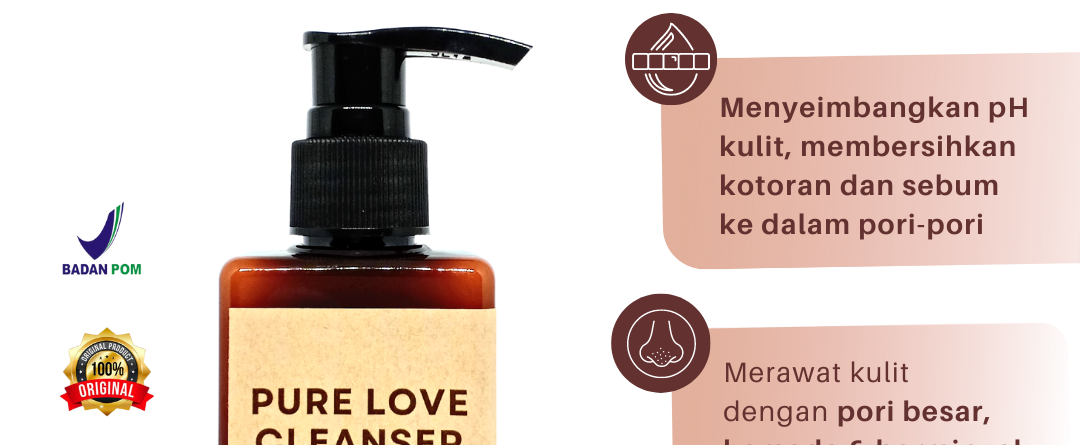 BADAN POM
ORIGINAL PRODUCT
100%
ORIGINAL
PURE LOVE
CLEANSER
Menyeimbangkan pH
kulit, membersihkan
kotoran dan sebum
ke dalam pori-pori
Merawat kulit
dengan pori besar,